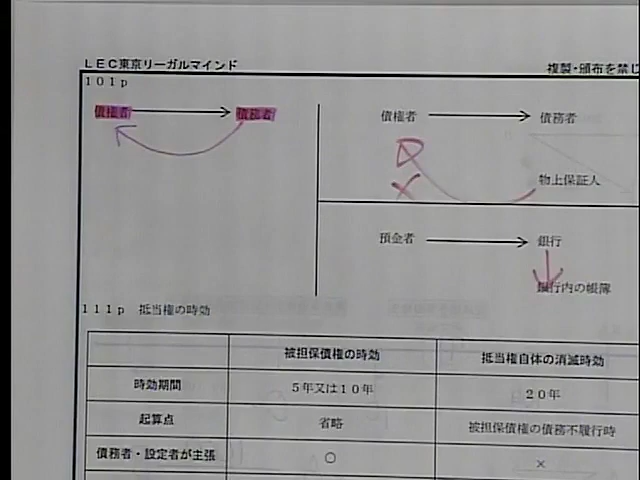 LEC東京リーガルマインド
複製・頒布を禁じ
101p
債権者
債務者
債権者
債務者
物上保証人
預金者
銀行
銀行内の帳簿
111p 抵当権の時効
被担保債権の時効
抵当権自体の消滅時効
時効期間
5年又は10年
20年
起算点
省略
被担保債権の債務不履行時
債務者・設定者が主張
○
×